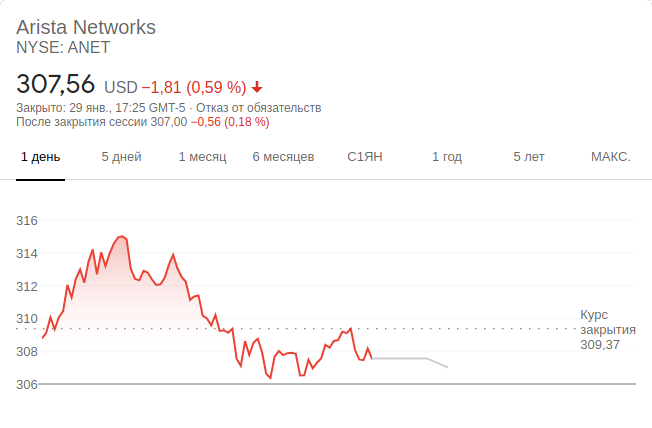 Arista Networks
NYSE: ANET
307,56 USD −1,81 (0,59 %)
Закрыто: 29 янв., 17:25 GMT-5 · Отказ от обязательств
После закрытия сессии 307,00 −0,56 (0,18 %)
1 день 5 дней 1 месяц 6 месяцев С1ЯН 1 год 5 лет МАКС.
316
314
312
310
308
306
Курс
закрытия
309,37